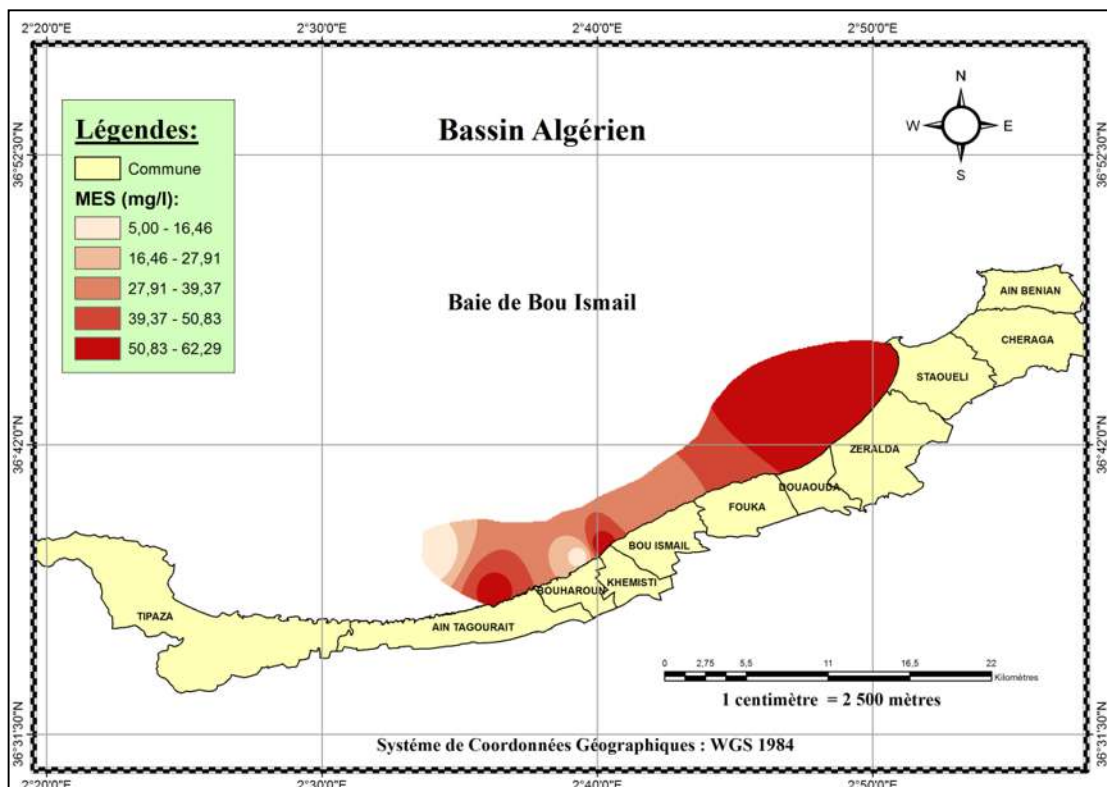 2°20'0"E
2°30'0"E
2°40'0"E
2°50'0"E
Légendes:
Commune
MES (mg/l):
5,00 - 16,46
16,46 - 27,91
27,91 - 39,37
39,37 - 50,83
50,83 - 62,29
Bassin Algérien
N
W
E
S
Baie de Bou Ismail
36°52'30"N
36°52'30"N
36°42'0"N
36°42'0"N
36°31'30"N
36°31'30"N
AIN BENIAN
CHERAGA
STAOUELI
ZERALDA
DOUAOUDA
FOUKA
BOU ISMAIL
KHEMISTI
BOUHAROUN
AIN TAGOURAIT
TIPAZA
0 2,75 5,5 11 16,5 22
Kilométres
1 centimètre = 2 500 mètres
Systéme de Coordonnées Géographiques : WGS 1984
2°20'0"E
2°30'0"E
2°40'0"E
2°50'0"E